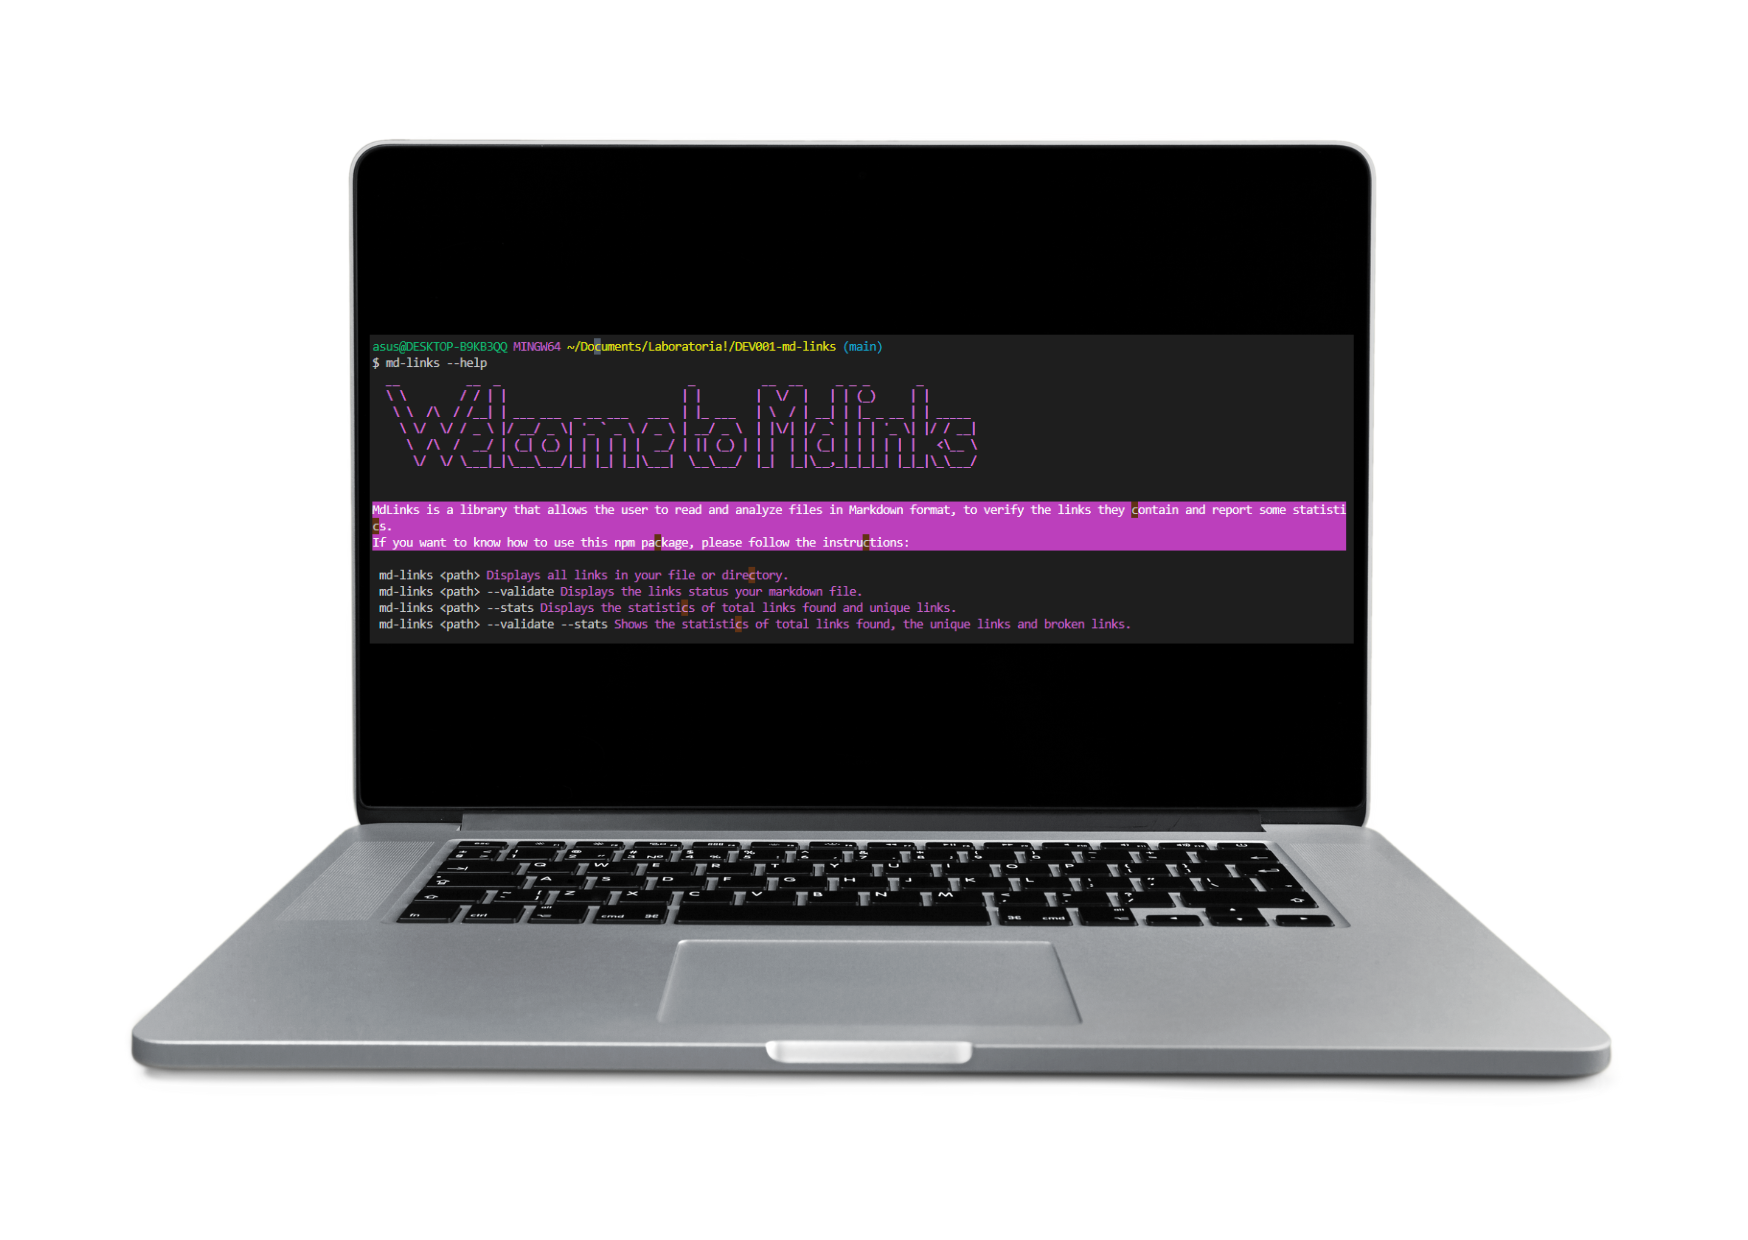 asus@DESKTOP-B9KB3QQ MINGW64 ~/Documents/Laboratoria!/DEV001-md-links (main)
$ md-links --help
Welcome to Mdlinks
MdLinks is a library that allows the user to read and analyze files in Markdown format, to verify the links they contain and report some statisti
cs.
If you want to know how to use this npm package, please follow the instructions:
md-links <path> Displays all links in your file or directory.
md-links <path> --validate Displays the links status your markdown file.
md-links <path> --stats Displays the statistics of total links found and unique links.
md-links <path> --validate --stats Shows the statistics of total links found, the unique links and broken links.
Q W E R T Y U I O P
A S D F G H J K L
Z X C V B N M
fn ctrl cmd ⌘ ⌘ cmd